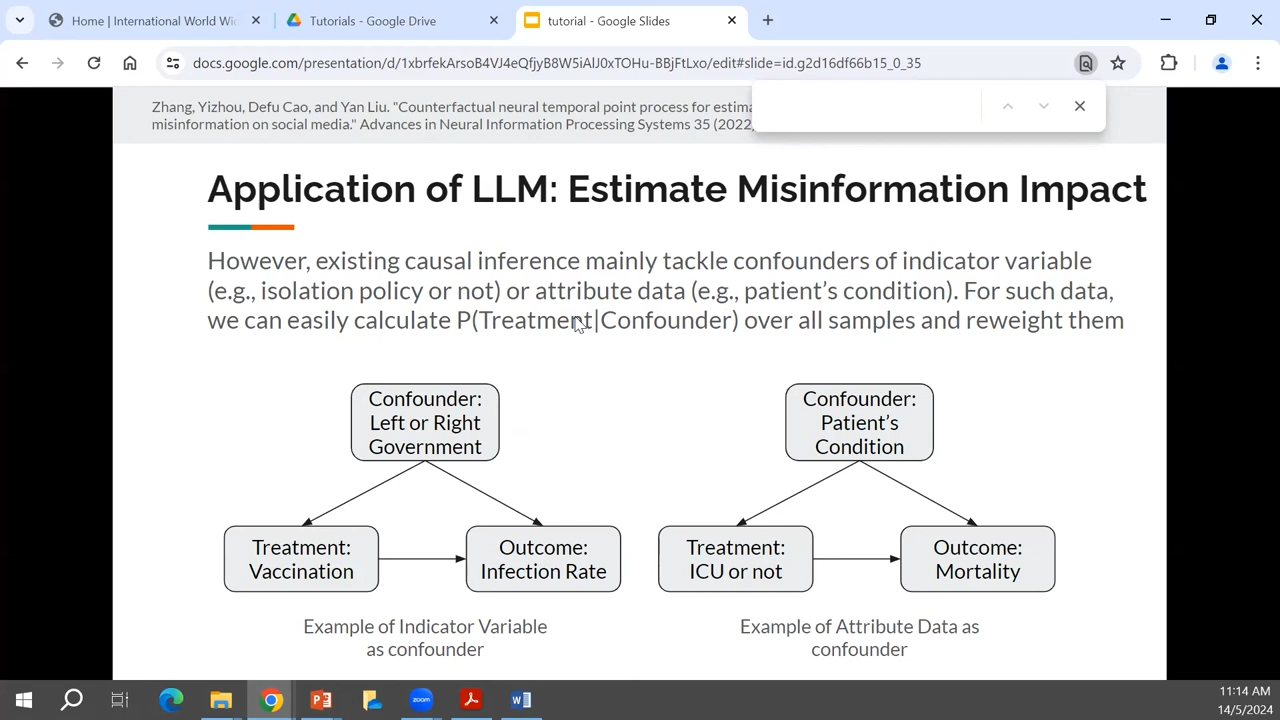 Home | International World Wid
Tutorials - Google Drive
tutorial - Google Slides
docs.google.com/presentation/d/1xbrfekArsoB4VJ4eQfjyB8W5iAIJ0xTOHu-BBjFtLxo/edit#slide=id.g2d16df66b15_0_35
Zhang, Yizhou, Defu Cao, and Yan Liu. "Counterfactual neural temporal point process for estima
misinformation on social media." Advances in Neural Information Processing Systems 35 (2022)
Application of LLM: Estimate Misinformation Impact
However, existing causal inference mainly tackle confounders of indicator variable
(e.g., isolation policy or not) or attribute data (e.g., patient's condition). For such data,
we can easily calculate P(Treatment|Confounder) over all samples and reweight them
Confounder:
Left or Right
Government
Treatment:
Vaccination
Outcome:
Infection Rate
Example of Indicator Variable
as confounder
Confounder:
Patient's
Condition
Treatment:
ICU or not
Outcome:
Mortality
Example of Attribute Data as
confounder
zoom
11:14 AM
14/5/2024